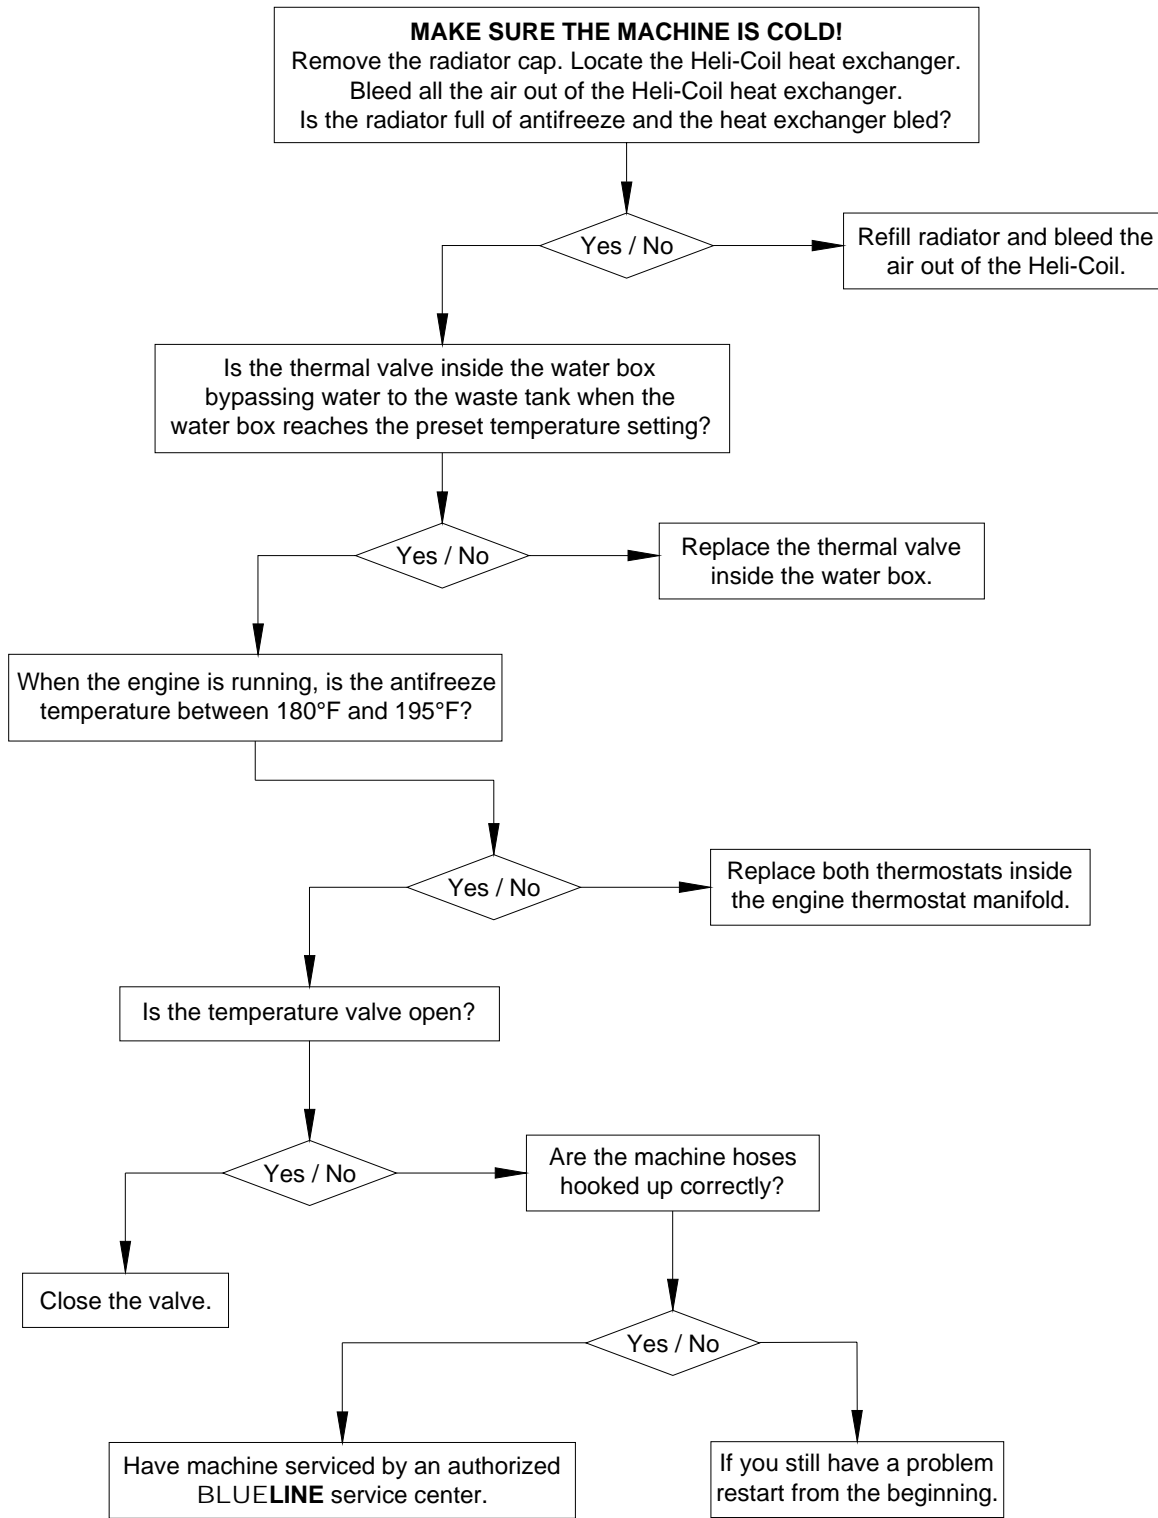 MAKE SURE THE MACHINE IS COLD!
Remove the radiator cap. Locate the Heli-Coil heat exchanger.
Bleed all the air out of the Heli-Coil heat exchanger.
Is the radiator full of antifreeze and the heat exchanger bled?
Yes / No
Refill radiator and bleed the
air out of the Heli-Coil.
Is the thermal valve inside the water box
bypassing water to the waste tank when the
water box reaches the preset temperature setting?
Yes / No
Replace the thermal valve
inside the water box.
When the engine is running, is the antifreeze
temperature between 180°F and 195°F?
Yes / No
Replace both thermostats inside
the engine thermostat manifold.
Is the temperature valve open?
Yes / No
Are the machine hoses
hooked up correctly?
Close the valve.
Yes / No
Have machine serviced by an authorized
BLUELINE service center.
If you still have a problem
restart from the beginning.